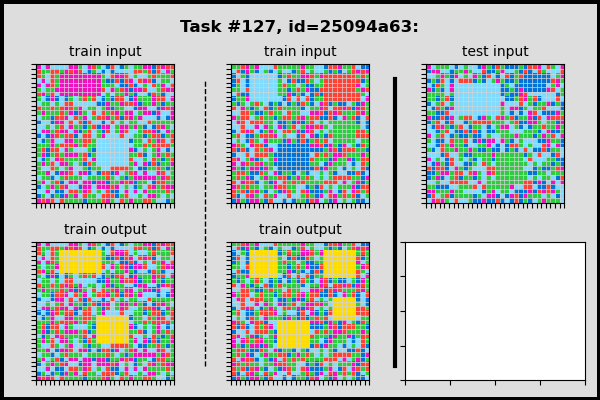 Task #127, id=25094a63:
train input
train input
test input
train output
train output